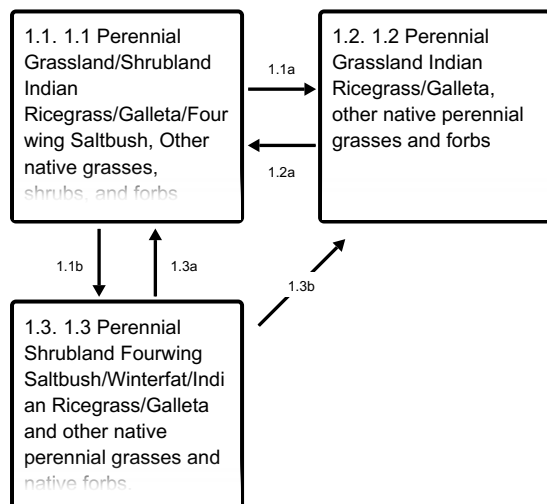 1.1. 1.1 Perennial
Grassland/Shrubland
Indian
Ricegrass/Galleta/Four
wing Saltbush, Other
native grasses,
shrubs, and forbs
1.1a
1.2a
1.2. 1.2 Perennial
Grassland Indian
Ricegrass/Galleta,
other native perennial
grasses and forbs
1.1b
1.3a
1.3b
1.3. 1.3 Perennial
Shrubland Fourwing
Saltbush/Winterfat/Indi
an Ricegrass/Galleta
and other native
perennial grasses and
native forbs.